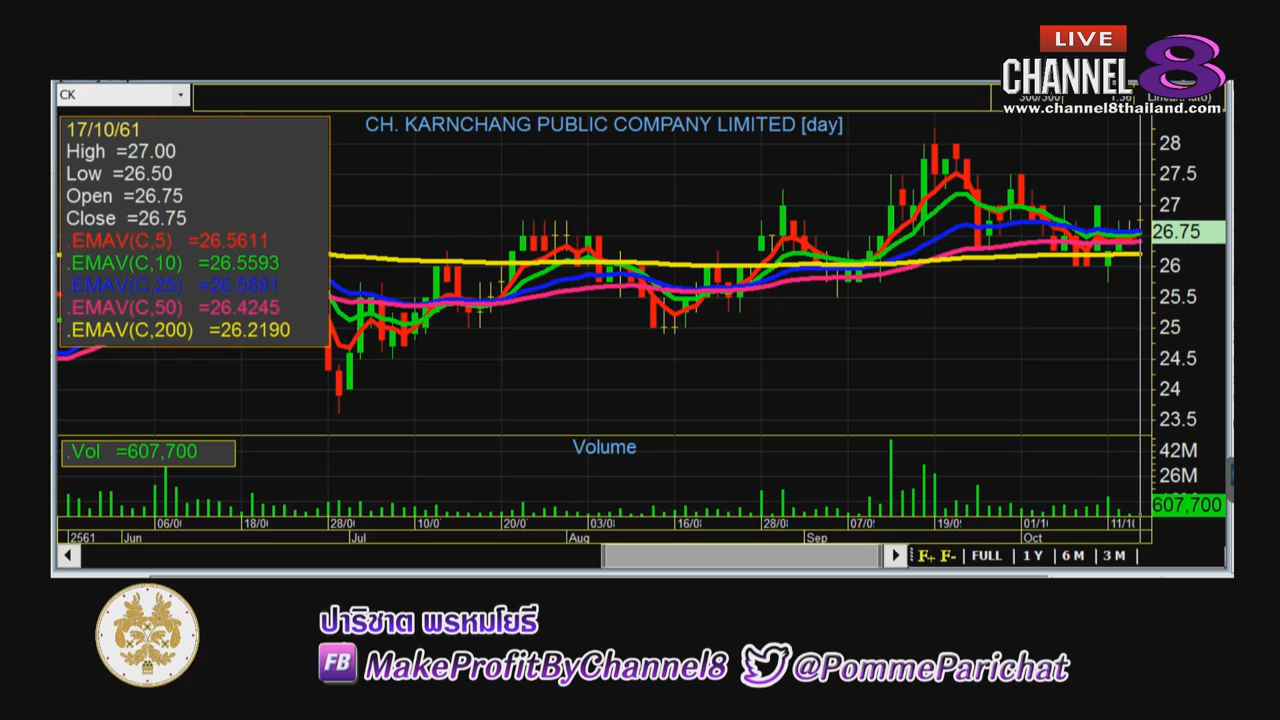 LIVE
CHANNEL 8
www.channel8thailand.com
CK
CH. KARNCHANG PUBLIC COMPANY LIMITED [day]
17/10/61
High =27.00
Low =26.50
Open =26.75
Close =26.75
.EMAV(C,5) =26.5611
.EMAV(C,10) =26.5593
.EMAV(C,25) =26.5891
.EMAV(C,50) =26.4245
.EMAV(C,200) =26.2190
28
27.5
27
26.75
26
25.5
25
24.5
24
23.5
.Vol =607,700
Volume
42M
26M
607,700
06/0 18/0 28/0 10/0 20/0 03/0 16/0 28/0 07/0 19/0 01/1 11/1
2561 Jun Jul Aug Sep Oct
F+ F- FULL 1 Y 6 M 3 M
ปาริชาต พรหมโยธี
FB MakeProfitByChannel8 @PommeParichat